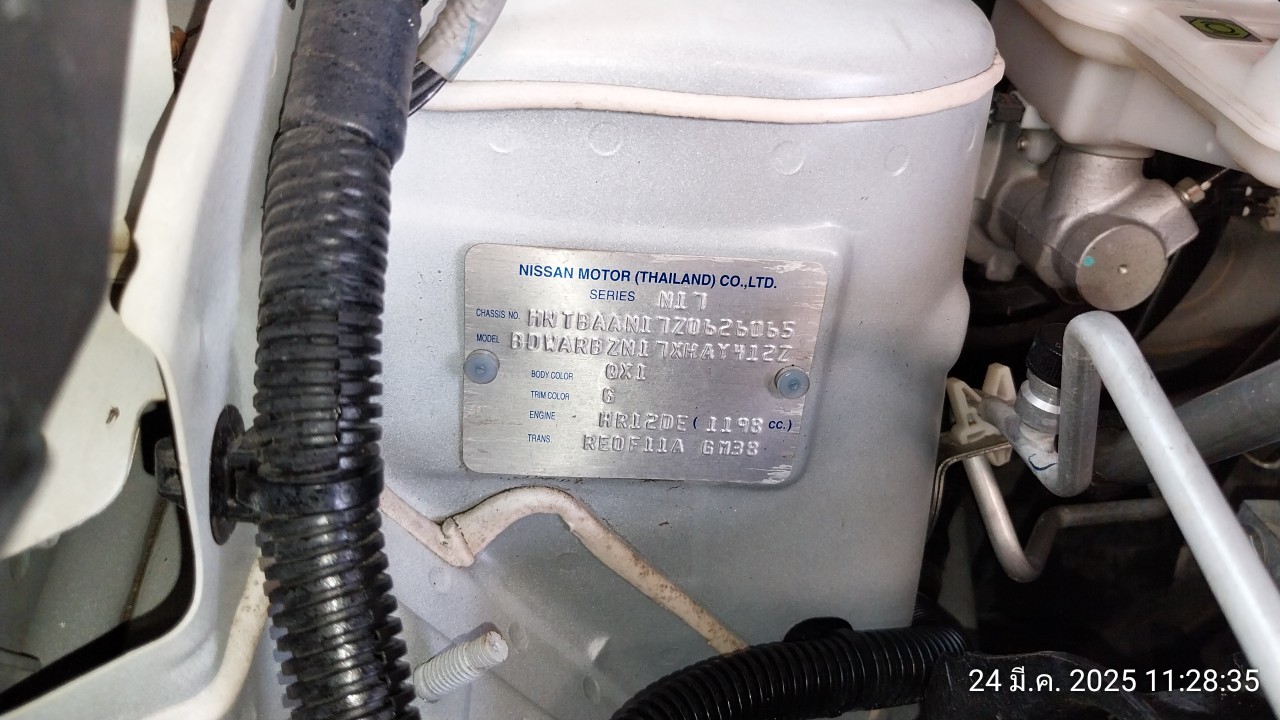 NISSAN MOTOR (THAILAND) CO.,LTD.
SERIES N17
CHASSIS NO. MNTBAAN17Z0626065
MODEL BDWARBZN17XHAY412Z
BODY COLOR QX1
TRIM COLOR G
ENGINE HR12DE ( 1198 CC.)
TRANS. RE0F11A GM38
24 มี.ค. 2025 11:28:35